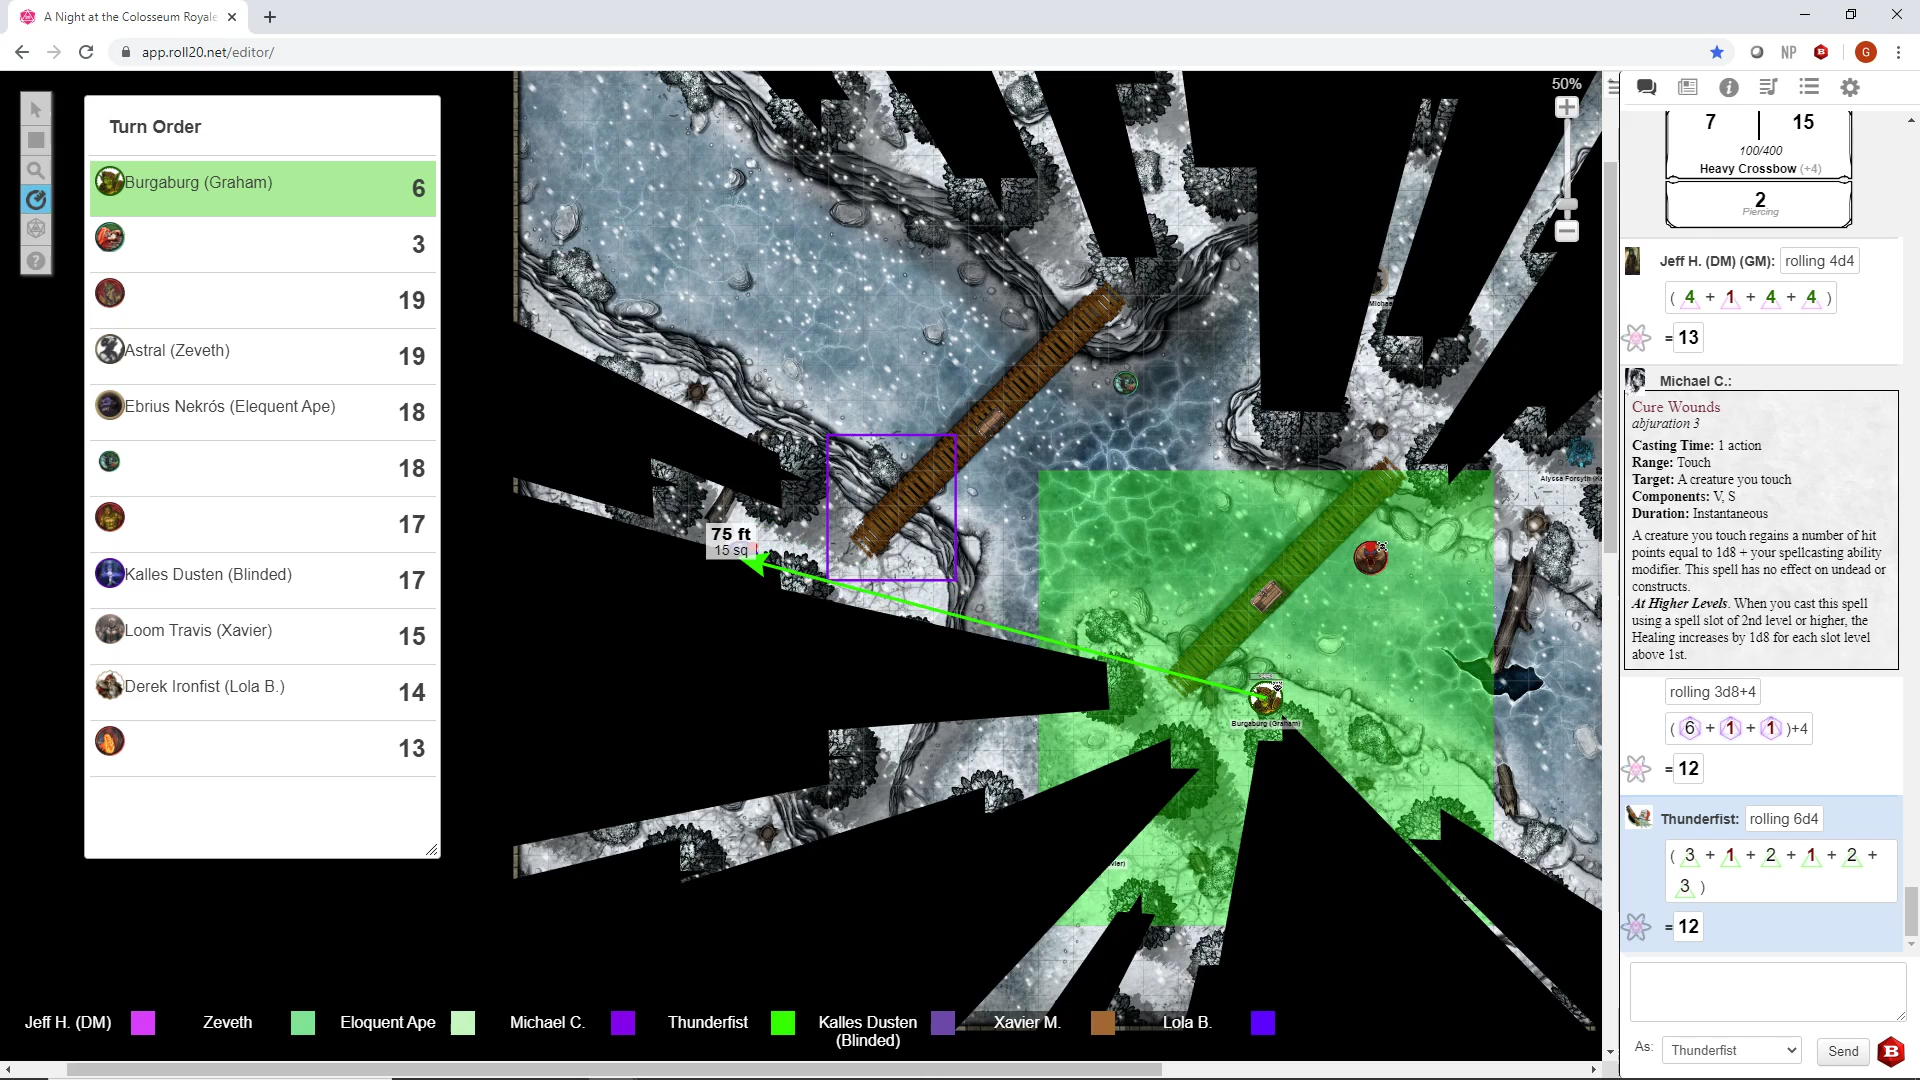 A Night at the Colosseum Royale
app.roll20.net/editor/
NP
G
50%
Turn Order
Burgaburg (Graham)
6
3
19
Astral (Zeveth)
19
Ebrius Nekrós (Elequent Ape)
18
18
17
Kalles Dusten (Blinded)
17
Loom Travis (Xavier)
15
Derek Ironfist (Lola B.)
14
13
75 ft
15 sq
Burgaburg (Graham)
7
15
100/400
Heavy Crossbow (+4)
2
Piercing
Jeff H. (DM) (GM): rolling 4d4
( 4 + 1 + 4 + 4 )
= 13
Michael C.:
Cure Wounds
abjuration 3
Casting Time: 1 action
Range: Touch
Target: A creature you touch
Components: V, S
Duration: Instantaneous
A creature you touch regains a number of hit
points equal to 1d8 + your spellcasting ability
modifier. This spell has no effect on undead or
constructs.
At Higher Levels. When you cast this spell
using a spell slot of 2nd level or higher, the
Healing increases by 1d8 for each slot level
above 1st.
rolling 3d8+4
( 6 + 1 + 1 )+4
= 12
Thunderfist: rolling 6d4
( 3 + 1 + 2 + 1 + 2 +
3 )
= 12
As:
Thunderfist
Send
B
Jeff H. (DM)
Zeveth
Eloquent Ape
Michael C.
Thunderfist
Kalles Dusten
(Blinded)
Xavier M.
Lola B.